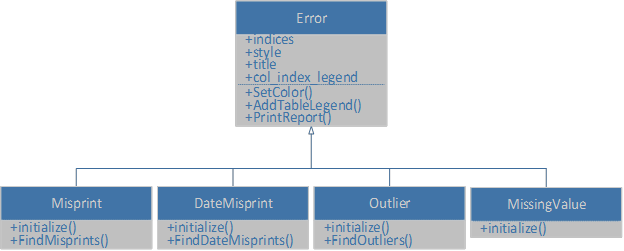 Error
+indices
+style
+title
+col_index_legend
+SetColor()
+AddTableLegend()
+PrintReport()
Misprint
+initialize()
+FindMisprints()
DateMisprint
+initialize()
+FindDateMisprints()
Outlier
+initialize()
+FindOutliers()
MissingValue
+initialize()